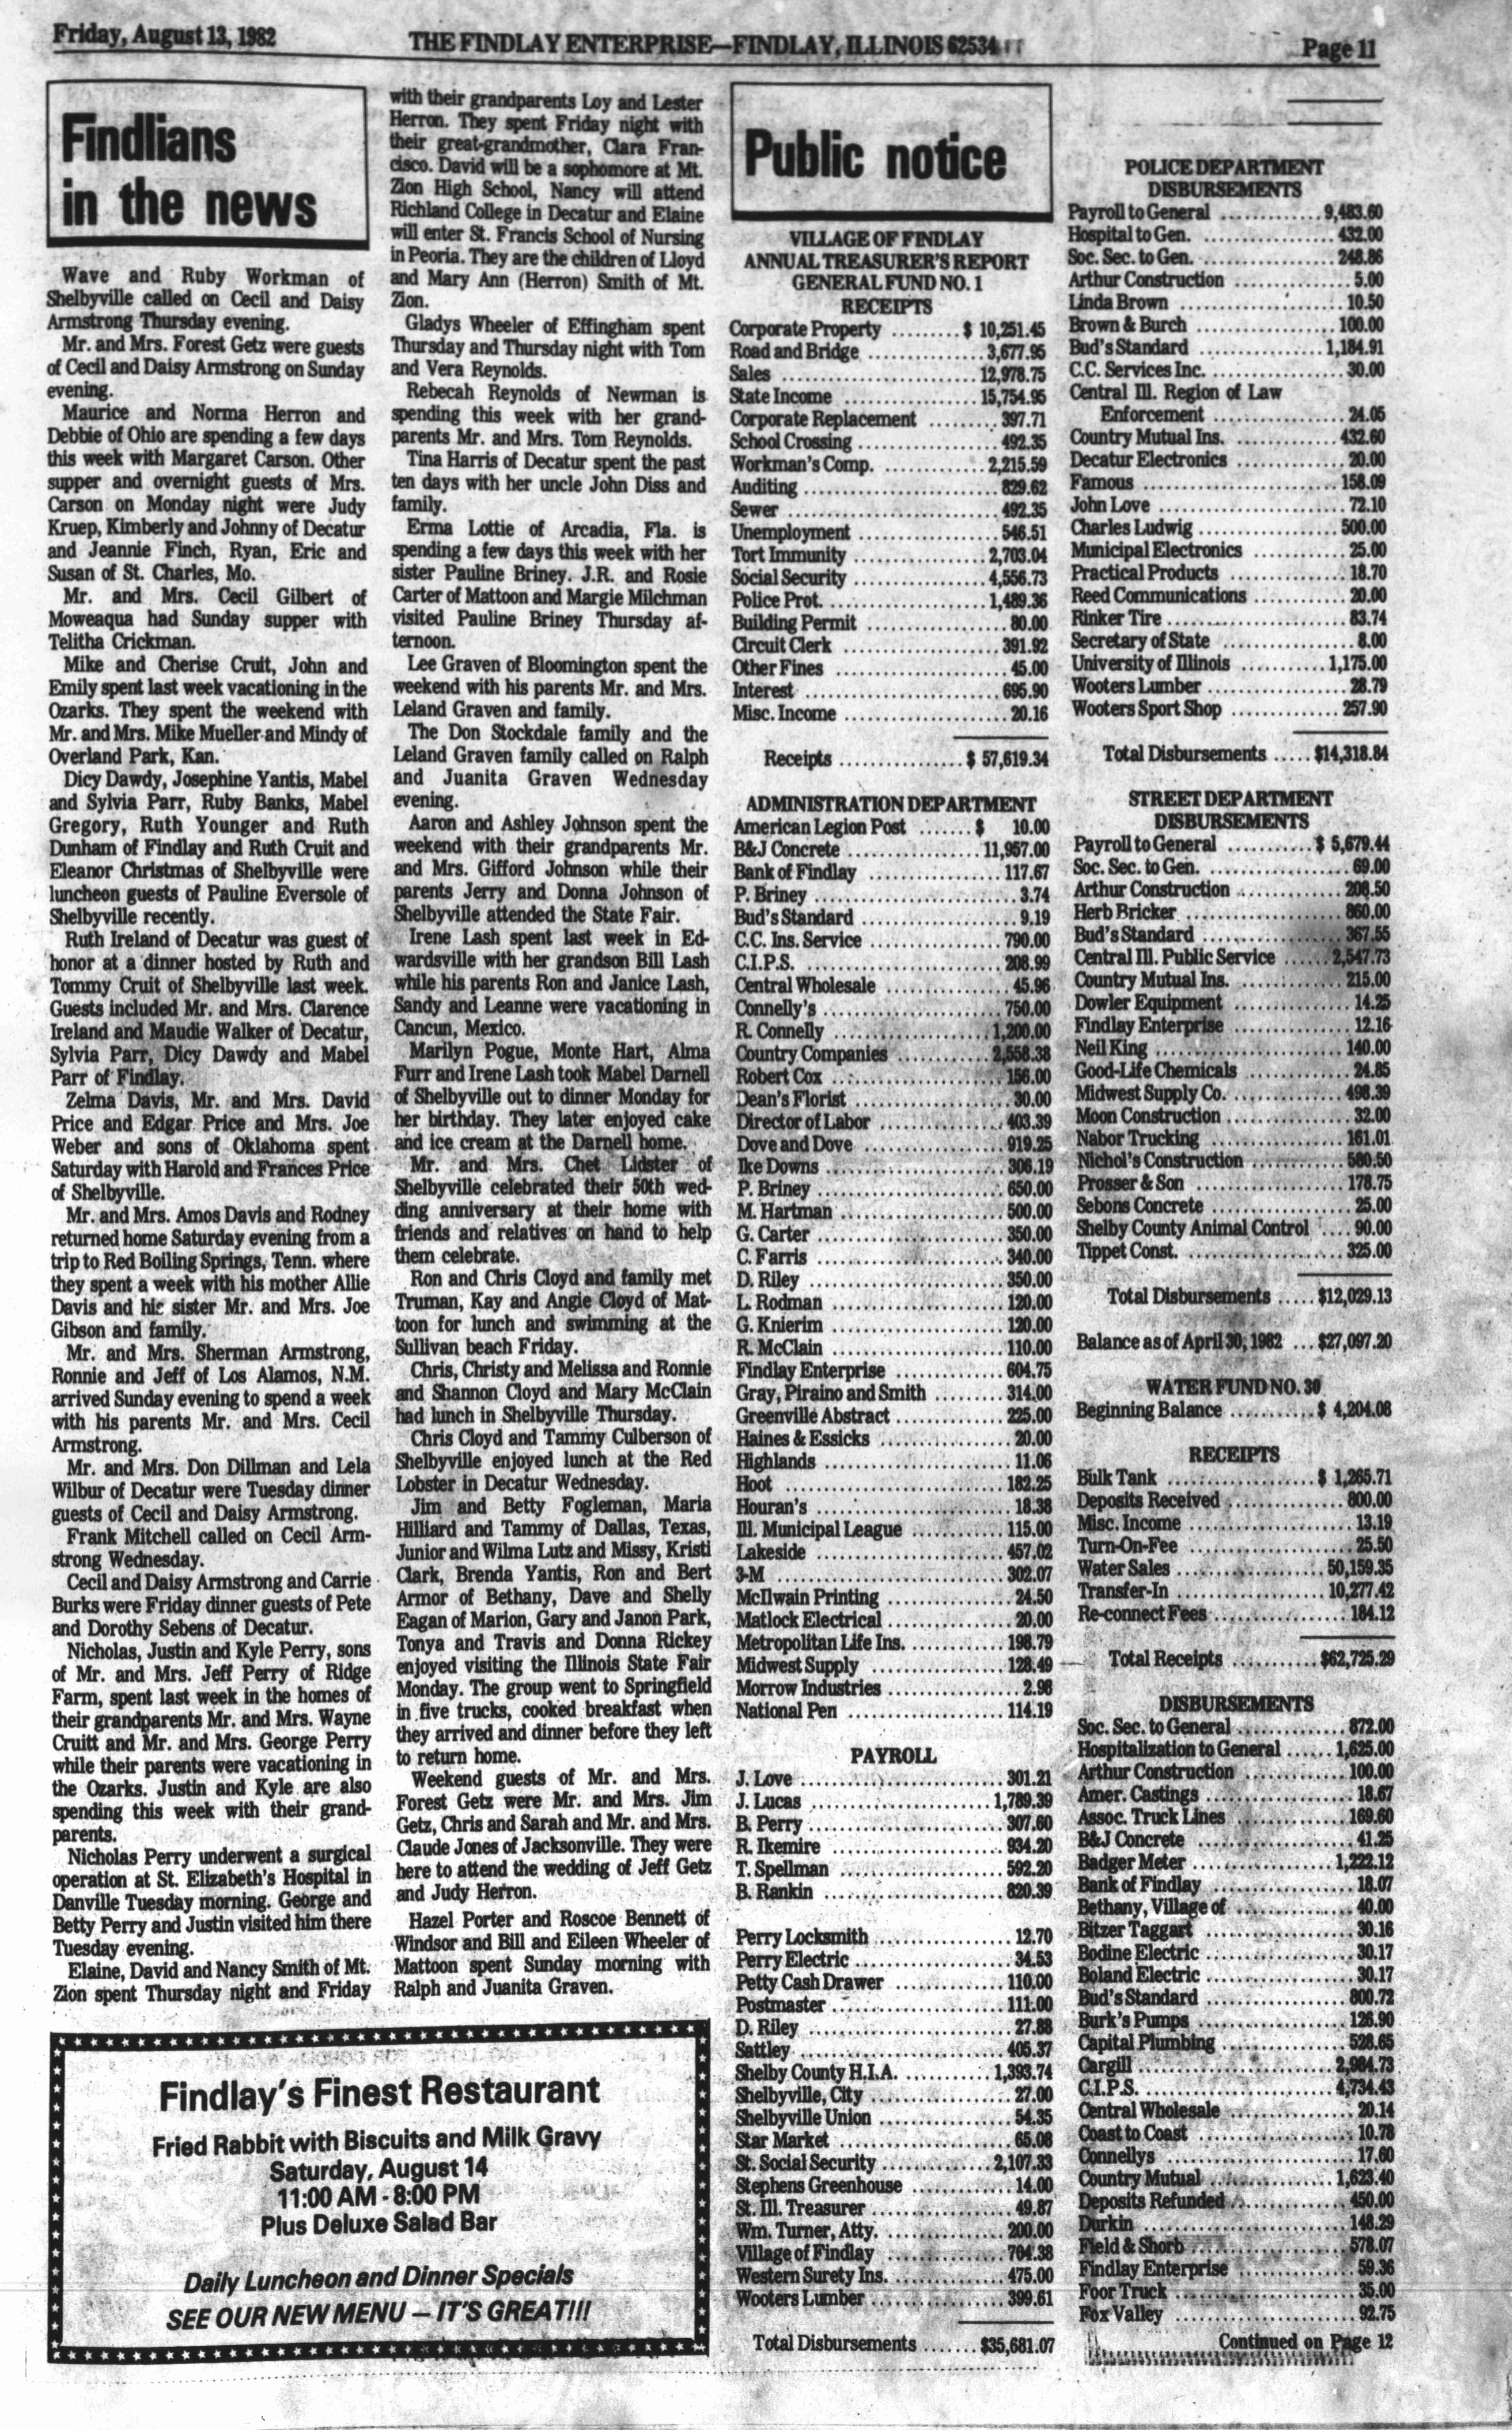 Friday, August 13, 1982
THE FINDLAY ENTERPRISE—FINDLAY, ILLINOIS 62534
Page 11
Findlians
in the news
Wave and Ruby Workman of
Shelbyville called on Cecil and Daisy
Armstrong Thursday evening.
Mr. and Mrs. Forest Getz were guests
of Cecil and Daisy Armstrong on Sunday
evening.
Maurice and Norma Herron and
Debbie of Ohio are spending a few days
this week with Margaret Carson. Other
supper and overnight guests of Mrs.
Carson on Monday night were Judy
Kruep, Kimberly and Johnny of Decatur
and Jeannie Finch, Ryan, Eric and
Susan of St. Charles, Mo.
Mr. and Mrs. Cecil Gilbert of
Moweaqua had Sunday supper with
Telitha Crickman.
Mike and Cherise Cruit, John and
Emily spent last week vacationing in the
Ozarks. They spent the weekend with
Mr. and Mrs. Mike Mueller and Mindy of
Overland Park, Kan.
Dicy Dawdy, Josephine Yantis, Mabel
and Sylvia Parr, Ruby Banks, Mabel
Gregory, Ruth Younger and Ruth
Dunham of Findlay and Ruth Cruit and
Eleanor Christmas of Shelbyville were
luncheon guests of Pauline Eversole of
Shelbyville recently.
Ruth Ireland of Decatur was guest of
honor at a dinner hosted by Ruth and
Tommy Cruit of Shelbyville last week.
Guests included Mr. and Mrs. Clarence
Ireland and Maudie Walker of Decatur,
Sylvia Parr, Dicy Dawdy and Mabel
Parr of Findlay.
Zelma Davis, Mr. and Mrs. David
Price and Edgar Price and Mrs. Joe
Weber and sons of Oklahoma spent
Saturday with Harold and Frances Price
of Shelbyville.
Mr. and Mrs. Amos Davis and Rodney
returned home Saturday evening from a
trip to Red Boiling Springs, Tenn. where
they spent a week with his mother Allie
Davis and his sister Mr. and Mrs. Joe
Gibson and family.
Mr. and Mrs. Sherman Armstrong,
Ronnie and Jeff of Los Alamos, N.M.
arrived Sunday evening to spend a week
with his parents Mr. and Mrs. Cecil
Armstrong.
Mr. and Mrs. Don Dillman and Lela
Wilbur of Decatur were Tuesday dinner
guests of Cecil and Daisy Armstrong.
Frank Mitchell called on Cecil Arm-
strong Wednesday.
Cecil and Daisy Armstrong and Carrie
Burks were Friday dinner guests of Pete
and Dorothy Sebens of Decatur.
Nicholas, Justin and Kyle Perry, sons
of Mr. and Mrs. Jeff Perry of Ridge
Farm, spent last week in the homes of
their grandparents Mr. and Mrs. Wayne
Cruitt and Mr. and Mrs. George Perry
while their parents were vacationing in
the Ozarks. Justin and Kyle are also
spending this week with their grand-
parents.
Nicholas Perry underwent a surgical
operation at St. Elizabeth's Hospital in
Danville Tuesday morning. George and
Betty Perry and Justin visited him there
Tuesday evening.
Elaine, David and Nancy Smith of Mt.
Zion spent Thursday night and Friday
with their grandparents Loy and Lester
Herron. They spent Friday night with
their great-grandmother, Clara Fran-
cisco. David will be a sophomore at Mt.
Zion High School, Nancy will attend
Richland College in Decatur and Elaine
will enter St. Francis School of Nursing
in Peoria. They are the children of Lloyd
and Mary Ann (Herron) Smith of Mt.
Zion.
Gladys Wheeler of Effingham spent
Thursday and Thursday night with Tom
and Vera Reynolds.
Rebecah Reynolds of Newman is
spending this week with her grand-
parents Mr. and Mrs. Tom Reynolds.
Tina Harris of Decatur spent the past
ten days with her uncle John Diss and
family.
Erma Lottie of Arcadia, Fla. is
spending a few days this week with her
sister Pauline Briney. J.R. and Rosie
Carter of Mattoon and Margie Milchman
visited Pauline Briney Thursday af-
ternoon.
Lee Graven of Bloomington spent the
weekend with his parents Mr. and Mrs.
Leland Graven and family.
The Don Stockdale family and the
Leland Graven family called on Ralph
and Juanita Graven Wednesday
evening.
Aaron and Ashley Johnson spent the
weekend with their grandparents Mr.
and Mrs. Gifford Johnson while their
parents Jerry and Donna Johnson of
Shelbyville attended the State Fair.
Irene Lash spent last week in Ed-
wardsville with her grandson Bill Lash
while his parents Ron and Janice Lash,
Sandy and Leanne were vacationing in
Cancun, Mexico.
Marilyn Pogue, Monte Hart, Alma
Furr and Irene Lash took Mabel Darnell
of Shelbyville out to dinner Monday for
her birthday. They later enjoyed cake
and ice cream at the Darnell home.
Mr. and Mrs. Chet Lidster of
Shelbyville celebrated their 50th wed-
ding anniversary at their home with
friends and relatives on hand to help
them celebrate.
Ron and Chris Cloyd and family met
Truman, Kay and Angie Cloyd of Mat-
toon for lunch and swimming at the
Sullivan beach Friday.
Chris, Christy and Melissa and Ronnie
and Shannon Cloyd and Mary McClain
had lunch in Shelbyville Thursday.
Chris Cloyd and Tammy Culberson of
Shelbyville enjoyed lunch at the Red
Lobster in Decatur Wednesday.
Jim and Betty Fogleman, Maria
Hilliard and Tammy of Dallas, Texas,
Junior and Wilma Lutz and Missy, Kristi
Clark, Brenda Yantis, Ron and Bert
Armor of Bethany, Dave and Shelly
Eagan of Marion, Gary and Janon Park,
Tonya and Travis and Donna Rickey
enjoyed visiting the Illinois State Fair
Monday. The group went to Springfield
in five trucks, cooked breakfast when
they arrived and dinner before they left
to return home.
Weekend guests of Mr. and Mrs.
Forest Getz were Mr. and Mrs. Jim
Getz, Chris and Sarah and Mr. and Mrs.
Claude Jones of Jacksonville. They were
here to attend the wedding of Jeff Getz
and Judy Herron.
Hazel Porter and Roscoe Bennett of
Windsor and Bill and Eileen Wheeler of
Mattoon spent Sunday morning with
Ralph and Juanita Graven.
Findlay's Finest Restaurant
Fried Rabbit with Biscuits and Milk Gravy
Saturday, August 14
11:00 AM - 8:00 PM
Plus Deluxe Salad Bar
Daily Luncheon and Dinner Specials
SEE OUR NEW MENU — IT'S GREAT!!!
Public notice
VILLAGE OF FINDLAY
ANNUAL TREASURER'S REPORT
GENERAL FUND NO. 1
RECEIPTS
Corporate Property ........ $ 10,251.45
Road and Bridge ........ 3,677.95
Sales ........ 12,978.75
State Income ........ 15,754.95
Corporate Replacement ........ 397.71
School Crossing ........ 492.35
Workman's Comp. ........ 2,215.59
Auditing ........ 829.62
Sewer ........ 492.35
Unemployment ........ 546.51
Tort Immunity ........ 2,703.04
Social Security ........ 4,556.73
Police Prot. ........ 1,489.36
Building Permit ........ 80.00
Circuit Clerk ........ 391.92
Other Fines ........ 45.00
Interest ........ 695.90
Misc. Income ........ 20.16
Receipts ........ $ 57,619.34
ADMINISTRATION DEPARTMENT
American Legion Post ........ $ 10.00
B&J Concrete ........ 11,957.00
Bank of Findlay ........ 117.67
P. Briney ........ 3.74
Bud's Standard ........ 9.19
C.C. Ins. Service ........ 790.00
C.I.P.S. ........ 208.99
Central Wholesale ........ 45.96
Connelly's ........ 750.00
R. Connelly ........ 1,200.00
Country Companies ........ 2,558.38
Robert Cox ........ 156.00
Dean's Florist ........ 30.00
Director of Labor ........ 403.39
Dove and Dove ........ 919.25
Ike Downs ........ 306.19
P. Briney ........ 650.00
M. Hartman ........ 500.00
G. Carter ........ 350.00
C. Farris ........ 340.00
D. Riley ........ 350.00
L. Rodman ........ 120.00
G. Knierim ........ 120.00
R. McClain ........ 110.00
Findlay Enterprise ........ 604.75
Gray, Piraino and Smith ........ 314.00
Greenville Abstract ........ 225.00
Haines & Essicks ........ 20.00
Highlands ........ 11.06
Hoot ........ 182.25
Houran's ........ 18.38
Ill. Municipal League ........ 115.00
Lakeside ........ 457.02
3-M ........ 302.07
McIlwain Printing ........ 24.50
Matlock Electrical ........ 20.00
Metropolitan Life Ins. ........ 198.79
Midwest Supply ........ 128.49
Morrow Industries ........ 2.98
National Pen ........ 114.19
PAYROLL
J. Love ........ 301.21
J. Lucas ........ 1,789.39
B. Perry ........ 307.60
R. Ikemire ........ 934.20
T. Spellman ........ 592.20
B. Rankin ........ 820.39
Perry Locksmith ........ 12.70
Perry Electric ........ 34.53
Petty Cash Drawer ........ 110.00
Postmaster ........ 111.00
D. Riley ........ 27.88
Sattley ........ 405.37
Shelby County H.I.A. ........ 1,393.74
Shelbyville, City ........ 27.00
Shelbyville Union ........ 54.35
Star Market ........ 65.08
St. Social Security ........ 2,107.33
Stephens Greenhouse ........ 14.00
St. Ill. Treasurer ........ 49.87
Wm. Turner, Atty. ........ 200.00
Village of Findlay ........ 704.38
Western Surety Ins. ........ 475.00
Wooters Lumber ........ 399.61
Total Disbursements ....... $35,681.07
POLICE DEPARTMENT
DISBURSEMENTS
Payroll to General ........ 9,483.60
Hospital to Gen. ........ 432.00
Soc. Sec. to Gen. ........ 248.86
Arthur Construction ........ 5.00
Linda Brown ........ 10.50
Brown & Burch ........ 100.00
Bud's Standard ........ 1,184.91
C.C. Services Inc. ........ 30.00
Central Ill. Region of Law
Enforcement ........ 24.05
Country Mutual Ins. ........ 432.60
Decatur Electronics ........ 20.00
Famous ........ 158.09
John Love ........ 72.10
Charles Ludwig ........ 500.00
Municipal Electronics ........ 25.00
Practical Products ........ 18.70
Reed Communications ........ 20.00
Rinker Tire ........ 83.74
Secretary of State ........ 8.00
University of Illinois ........ 1,175.00
Wooters Lumber ........ 28.79
Wooters Sport Shop ........ 257.90
Total Disbursements ..... $14,318.84
STREET DEPARTMENT
DISBURSEMENTS
Payroll to General ........ $ 5,679.44
Soc. Sec. to Gen. ........ 69.00
Arthur Construction ........ 208.50
Herb Bricker ........ 860.00
Bud's Standard ........ 367.55
Central Ill. Public Service ...... 2,547.73
Country Mutual Ins. ........ 215.00
Dowler Equipment ........ 14.25
Findlay Enterprise ........ 12.16
Neil King ........ 140.00
Good-Life Chemicals ........ 24.85
Midwest Supply Co. ........ 498.39
Moon Construction ........ 32.00
Nabor Trucking ........ 161.01
Nichol's Construction ........ 580.50
Prosser & Son ........ 178.75
Sebons Concrete ........ 25.00
Shelby County Animal Control .... 90.00
Tippet Const. ........ 325.00
Total Disbursements ..... $12,029.13
Balance as of April 30, 1982 ... $27,097.20
WATER FUND NO. 30
Beginning Balance ........ $ 4,204.08
RECEIPTS
Bulk Tank ........ $ 1,265.71
Deposits Received ........ 800.00
Misc. Income ........ 13.19
Turn-On-Fee ........ 25.50
Water Sales ........ 50,159.35
Transfer-In ........ 10,277.42
Re-connect Fees ........ 184.12
Total Receipts ........ $62,725.29
DISBURSEMENTS
Soc. Sec. to General ........ 872.00
Hospitalization to General ...... 1,625.00
Arthur Construction ........ 100.00
Amer. Castings ........ 18.67
Assoc. Truck Lines ........ 169.60
B&J Concrete ........ 41.25
Badger Meter ........ 1,222.12
Bank of Findlay ........ 18.07
Bethany, Village of ........ 40.00
Bitzer Taggart ........ 30.16
Bodine Electric ........ 30.17
Boland Electric ........ 30.17
Bud's Standard ........ 800.72
Burk's Pumps ........ 126.90
Capital Plumbing ........ 528.65
Cargill ........ 2,984.73
C.I.P.S. ........ 4,734.43
Central Wholesale ........ 20.14
Coast to Coast ........ 10.78
Connellys ........ 17.60
Country Mutual ........ 1,623.40
Deposits Refunded ........ 450.00
Durkin ........ 148.29
Field & Shorb ........ 578.07
Findlay Enterprise ........ 59.36
Foor Truck ........ 35.00
Fox Valley ........ 92.75
Continued on Page 12